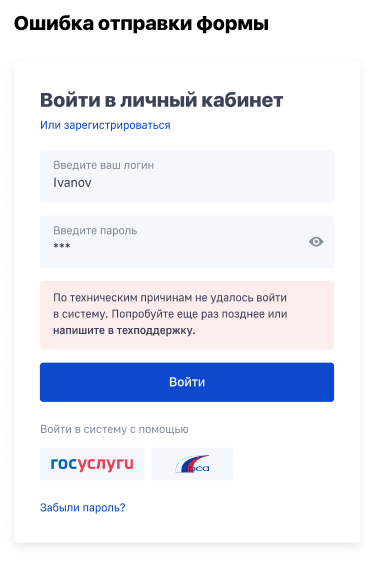 Ошибка отправки формы
Войти в личный кабинет
Или зарегистрироваться
Введите ваш логин
Ivanov
Введите пароль
***
По техническим причинам не удалось войти
в систему. Попробуйте еще раз позднее или
напишите в техподдержку.
Войти
Войти в систему с помощью
госуслуги
роса
Забыли пароль?